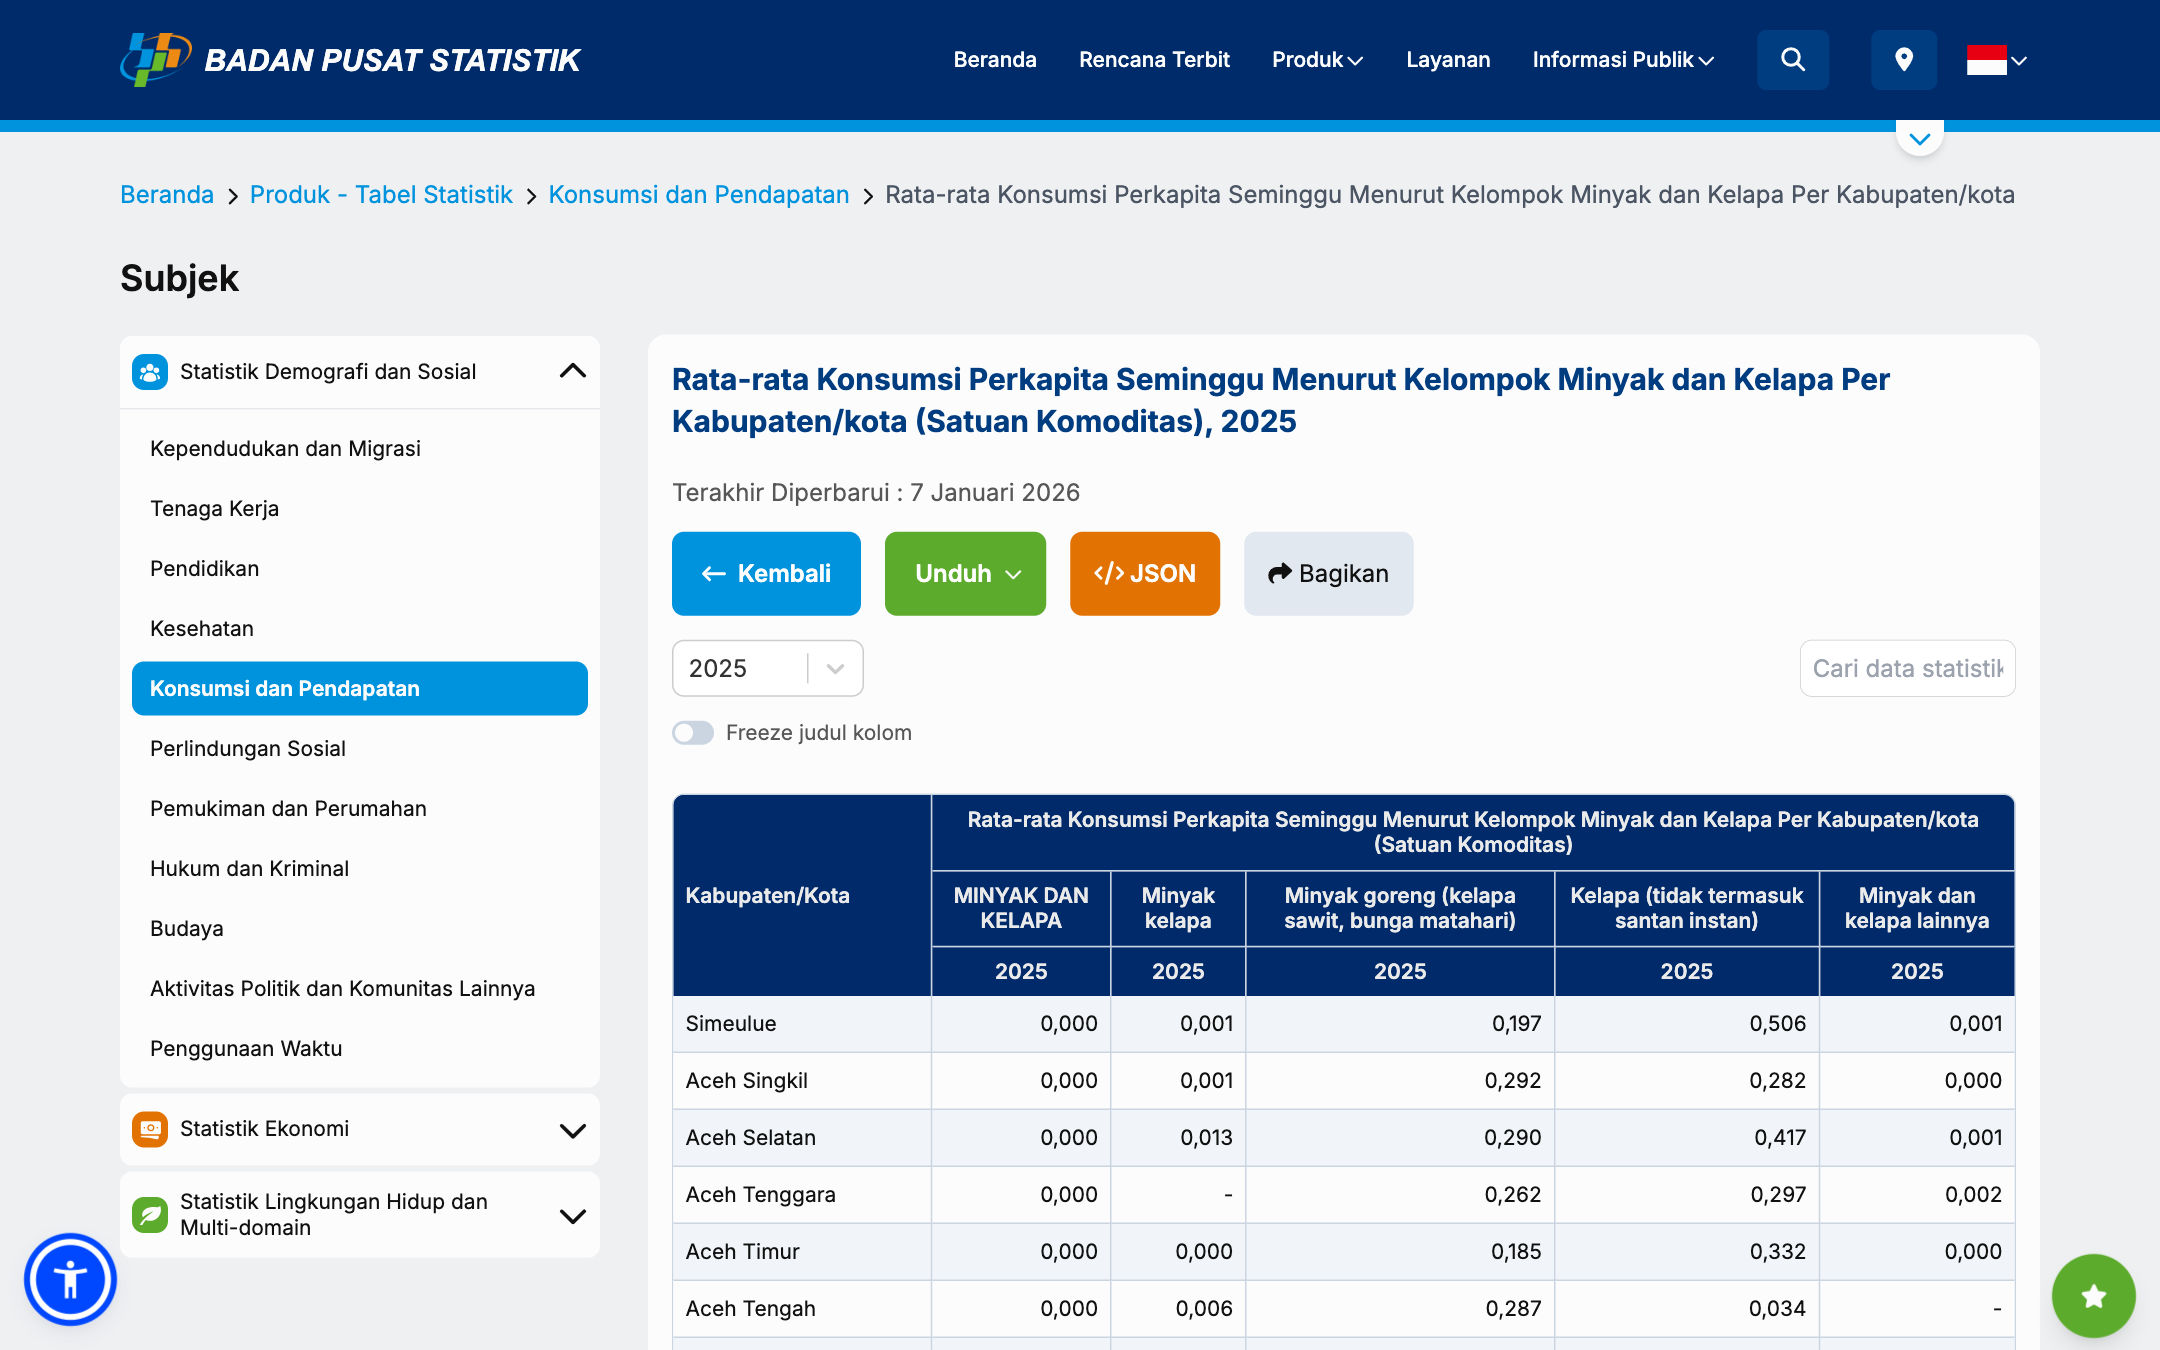 BADAN PUSAT STATISTIK
Beranda
Rencana Terbit
Produk
Layanan
Informasi Publik
Beranda > Produk - Tabel Statistik > Konsumsi dan Pendapatan > Rata-rata Konsumsi Perkapita Seminggu Menurut Kelompok Minyak dan Kelapa Per Kabupaten/kota
Subjek
Statistik Demografi dan Sosial
Kependudukan dan Migrasi
Tenaga Kerja
Pendidikan
Kesehatan
Konsumsi dan Pendapatan
Perlindungan Sosial
Pemukiman dan Perumahan
Hukum dan Kriminal
Budaya
Aktivitas Politik dan Komunitas Lainnya
Penggunaan Waktu
Statistik Ekonomi
Statistik Lingkungan Hidup dan
Multi-domain
Rata-rata Konsumsi Perkapita Seminggu Menurut Kelompok Minyak dan Kelapa Per
Kabupaten/kota (Satuan Komoditas), 2025
Terakhir Diperbarui : 7 Januari 2026
Kembali
Unduh
</> JSON
Bagikan
2025
Cari data statistik
Freeze judul kolom
Kabupaten/Kota
Rata-rata Konsumsi Perkapita Seminggu Menurut Kelompok Minyak dan Kelapa Per Kabupaten/kota
(Satuan Komoditas)
MINYAK DAN
KELAPA
Minyak
kelapa
Minyak goreng (kelapa
sawit, bunga matahari)
Kelapa (tidak termasuk
santan instan)
Minyak dan
kelapa lainnya
2025 2025 2025 2025 2025
Simeulue 0,000 0,001 0,197 0,506 0,001
Aceh Singkil 0,000 0,001 0,292 0,282 0,000
Aceh Selatan 0,000 0,013 0,290 0,417 0,001
Aceh Tenggara 0,000 - 0,262 0,297 0,002
Aceh Timur 0,000 0,000 0,185 0,332 0,000
Aceh Tengah 0,000 0,006 0,287 0,034 -